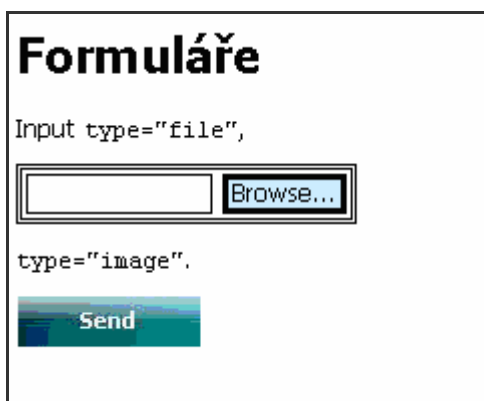 Formuláře
Input type="file",
Browse...
type="image".
Send